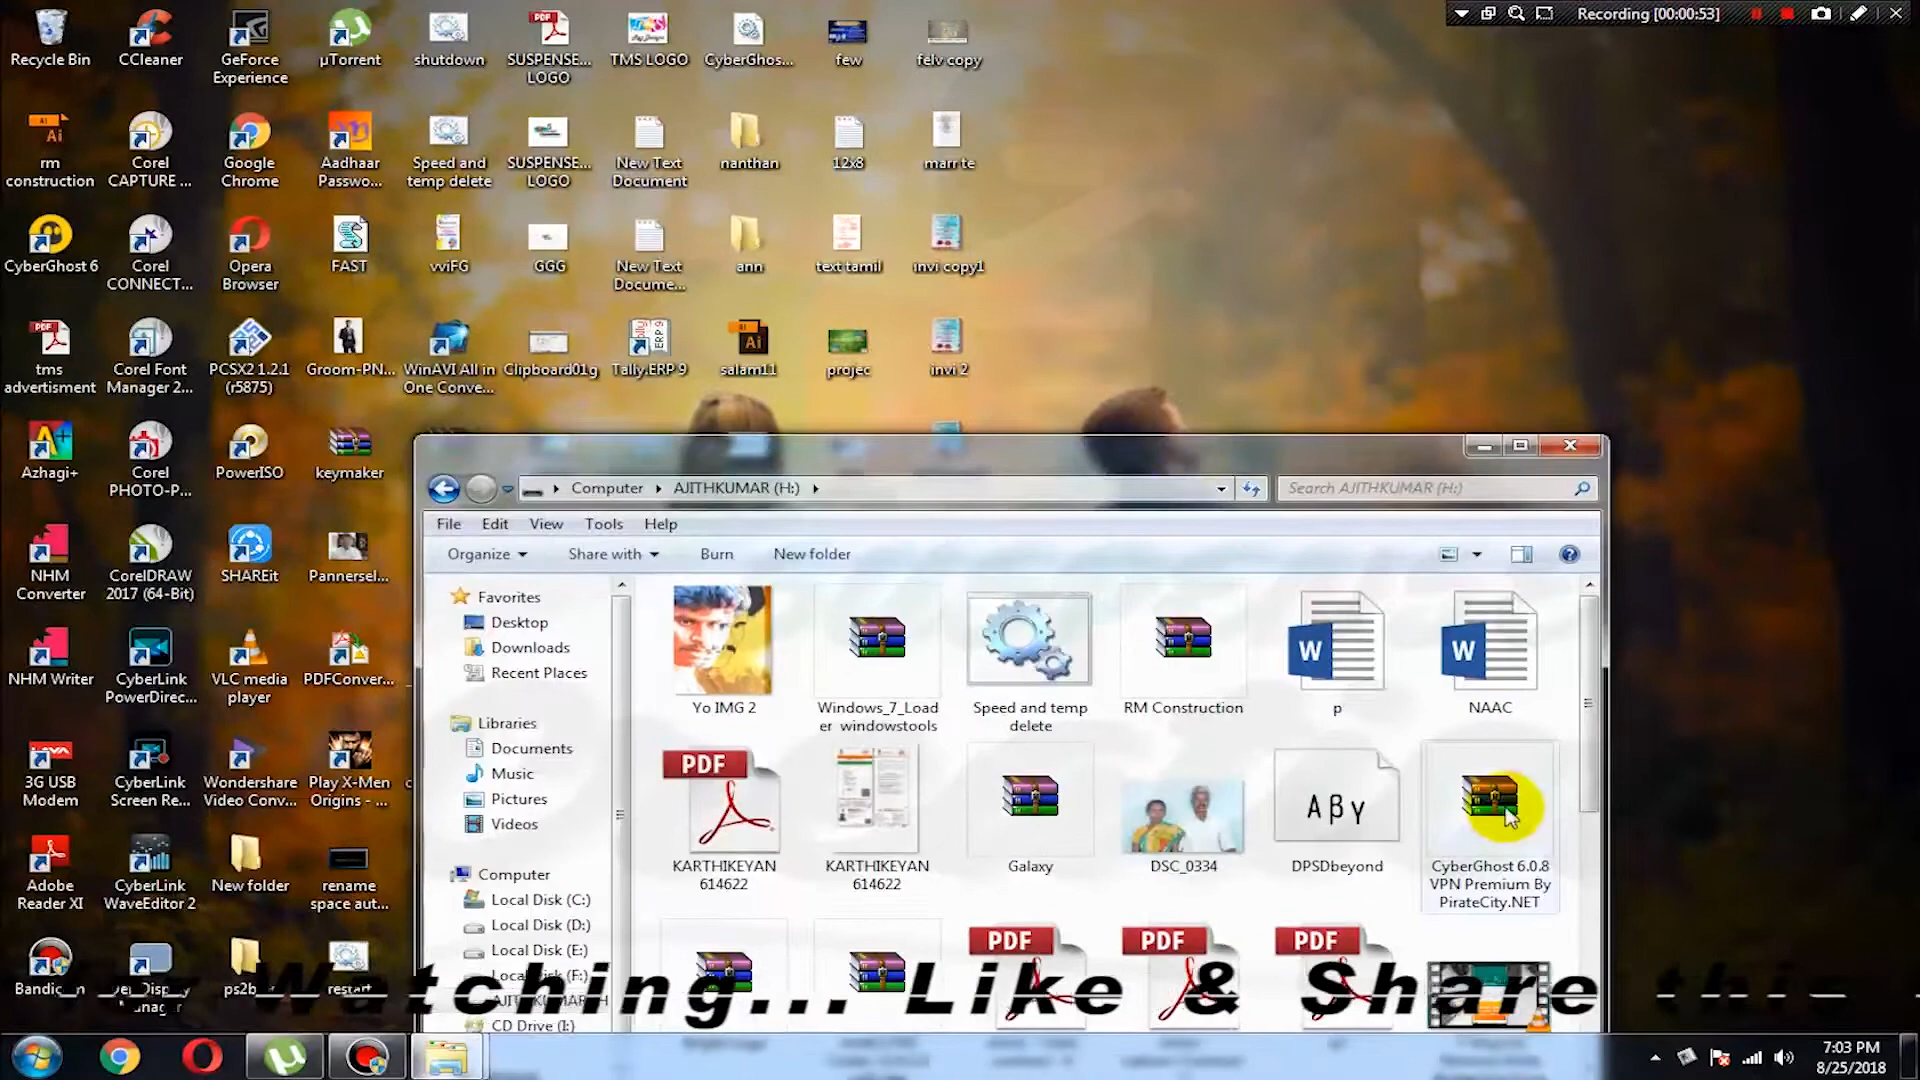 Recording [00:00:53]
Recycle Bin
CCleaner
GeForce
Experience
µTorrent
shutdown
SUSPENSE...
LOGO
TMS LOGO
CyberGhos...
few
felv copy
rm
construction
Corel
CAPTURE ...
Google
Chrome
Aadhaar
Passwo...
Speed and
temp delete
SUSPENSE...
LOGO
New Text
Document
nanthan
12x8
marr te
CyberGhost 6
Corel
CONNECT...
Opera
Browser
FAST
vviFG
GGG
New Text
Docume...
ann
text tamil
invi copy1
tms
advertisment
Corel Font
Manager 2...
PCSX2 1.2.1
(r5875)
Groom-PN...
WinAVI All in
One Conve...
Clipboard01g
Tally.ERP 9
salam11
projec
invi 2
Azhagi+
Corel
PHOTO-P...
PowerISO
keymaker
NHM
Converter
CorelDRAW
2017 (64-Bit)
SHAREit
Pannersel...
NHM Writer
CyberLink
PowerDirec...
VLC media
player
PDFConver...
3G USB
Modem
CyberLink
Screen Re...
Wondershare
Video Conv...
Play X-Men
Origins - ...
Adobe
Reader XI
CyberLink
WaveEditor 2
New folder
rename
space aut...
Computer
AJITHKUMAR (H:)
Search AJITHKUMAR (H:)
File Edit View Tools Help
Organize Share with Burn New folder
Favorites
Desktop
Downloads
Recent Places
Libraries
Documents
Music
Pictures
Videos
Computer
Local Disk (C:)
Local Disk (D:)
Local Disk (E:)
Local Disk (F:)
CD Drive (I:)
Yo IMG 2
Windows_7_Load
er windowstools
Speed and temp
delete
RM Construction
p
NAAC
PDF
KARTHIKEYAN
614622
KARTHIKEYAN
614622
Galaxy
DSC_0334
Αβγ
DPSDbeyond
CyberGhost 6.0.8
VPN Premium By
PirateCity.NET
PDF
PDF
PDF
Watching... Like & Share this
restart
7:03 PM
8/25/2018